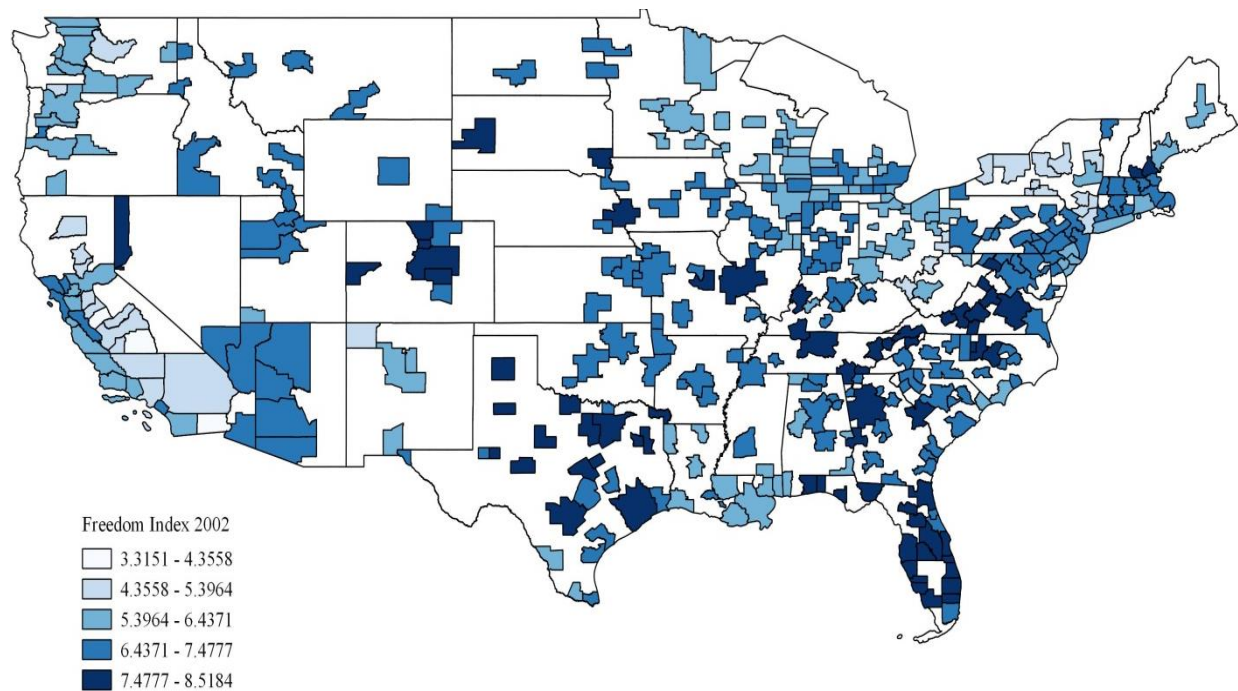 Freedom Index 2002
3.3151 - 4.3558
4.3558 - 5.3964
5.3964 - 6.4371
6.4371 - 7.4777
7.4777 - 8.5184